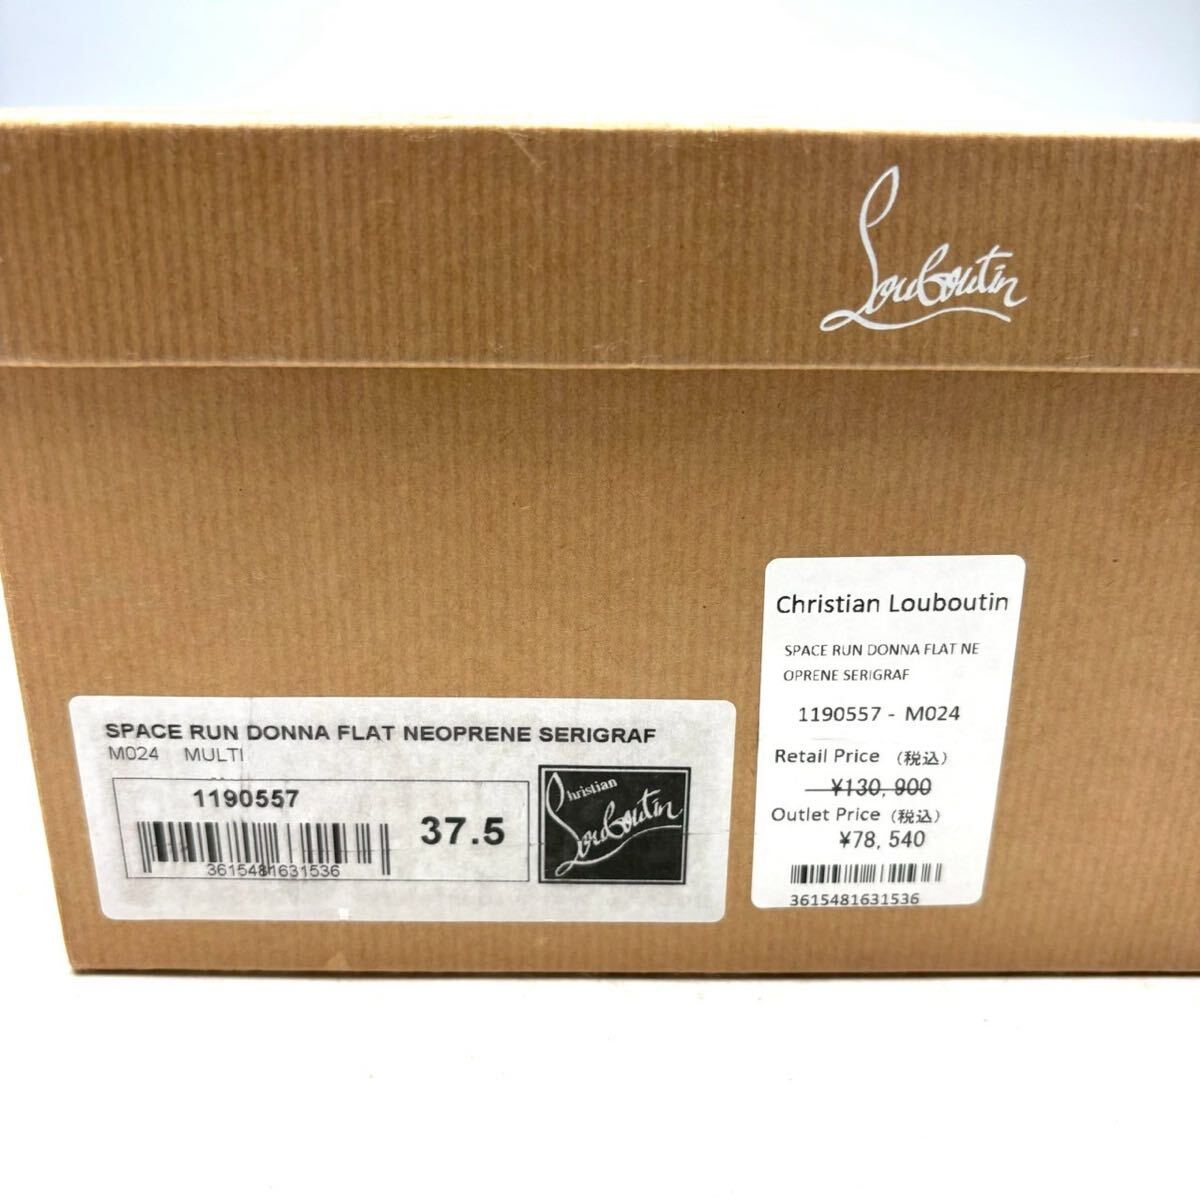 Louboutin
Christian Louboutin
SPACE RUN DONNA FLAT NE
OPRENE SERIGRAF
1190557 - M024
Retail Price （税込）
¥130, 900
Outlet Price（税込）
¥78, 540
3615481631536
SPACE RUN DONNA FLAT NEOPRENE SERIGRAF
M024 MULTI
1190557
37.5
3615481631536
Christian
Louboutin